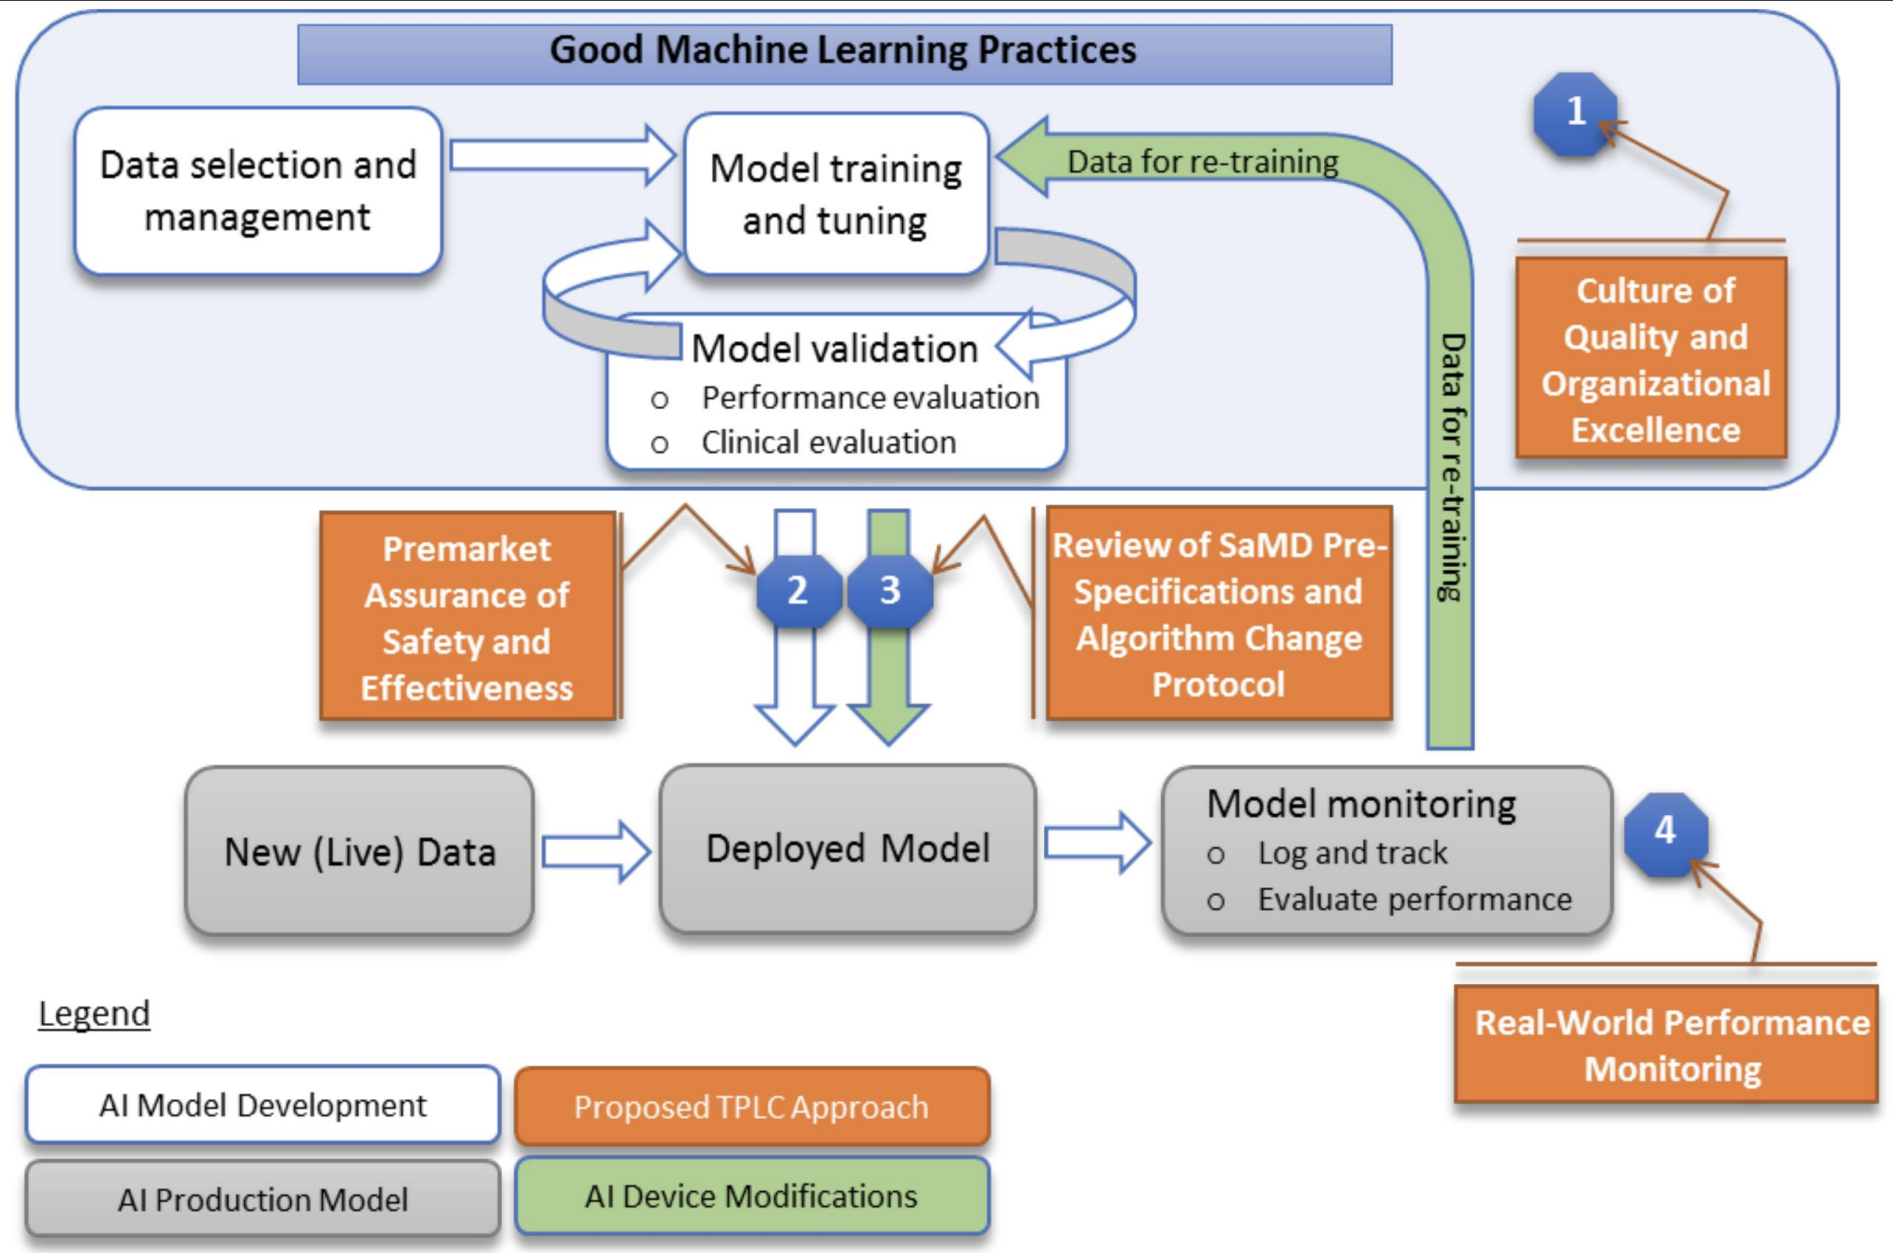 Good Machine Learning Practices
Data selection and
management
Model training
and tuning
Data for re-training
1
Culture of
Quality and
Organizational
Excellence
Model validation
o Performance evaluation
o Clinical evaluation
Data for re-training
Premarket
Assurance of
Safety and
Effectiveness
2
3
Review of SaMD Pre-
Specifications and
Algorithm Change
Protocol
New (Live) Data
Deployed Model
Model monitoring
o Log and track
o Evaluate performance
4
Real-World Performance
Monitoring
Legend
AI Model Development
Proposed TPLC Approach
AI Production Model
AI Device Modifications